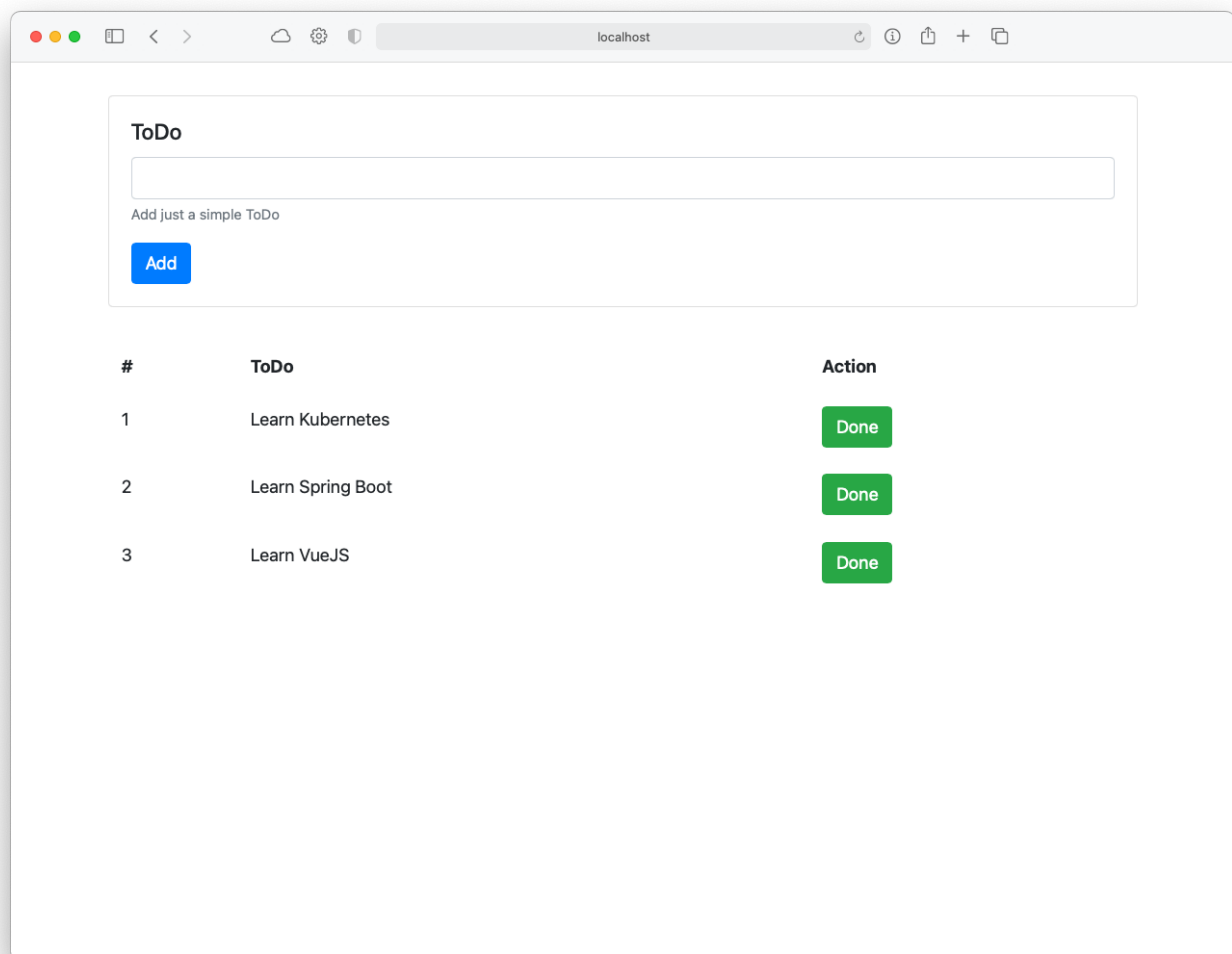 localhost
ToDo
Add just a simple ToDo
Add
# ToDo Action
1 Learn Kubernetes Done
2 Learn Spring Boot Done
3 Learn VueJS Done